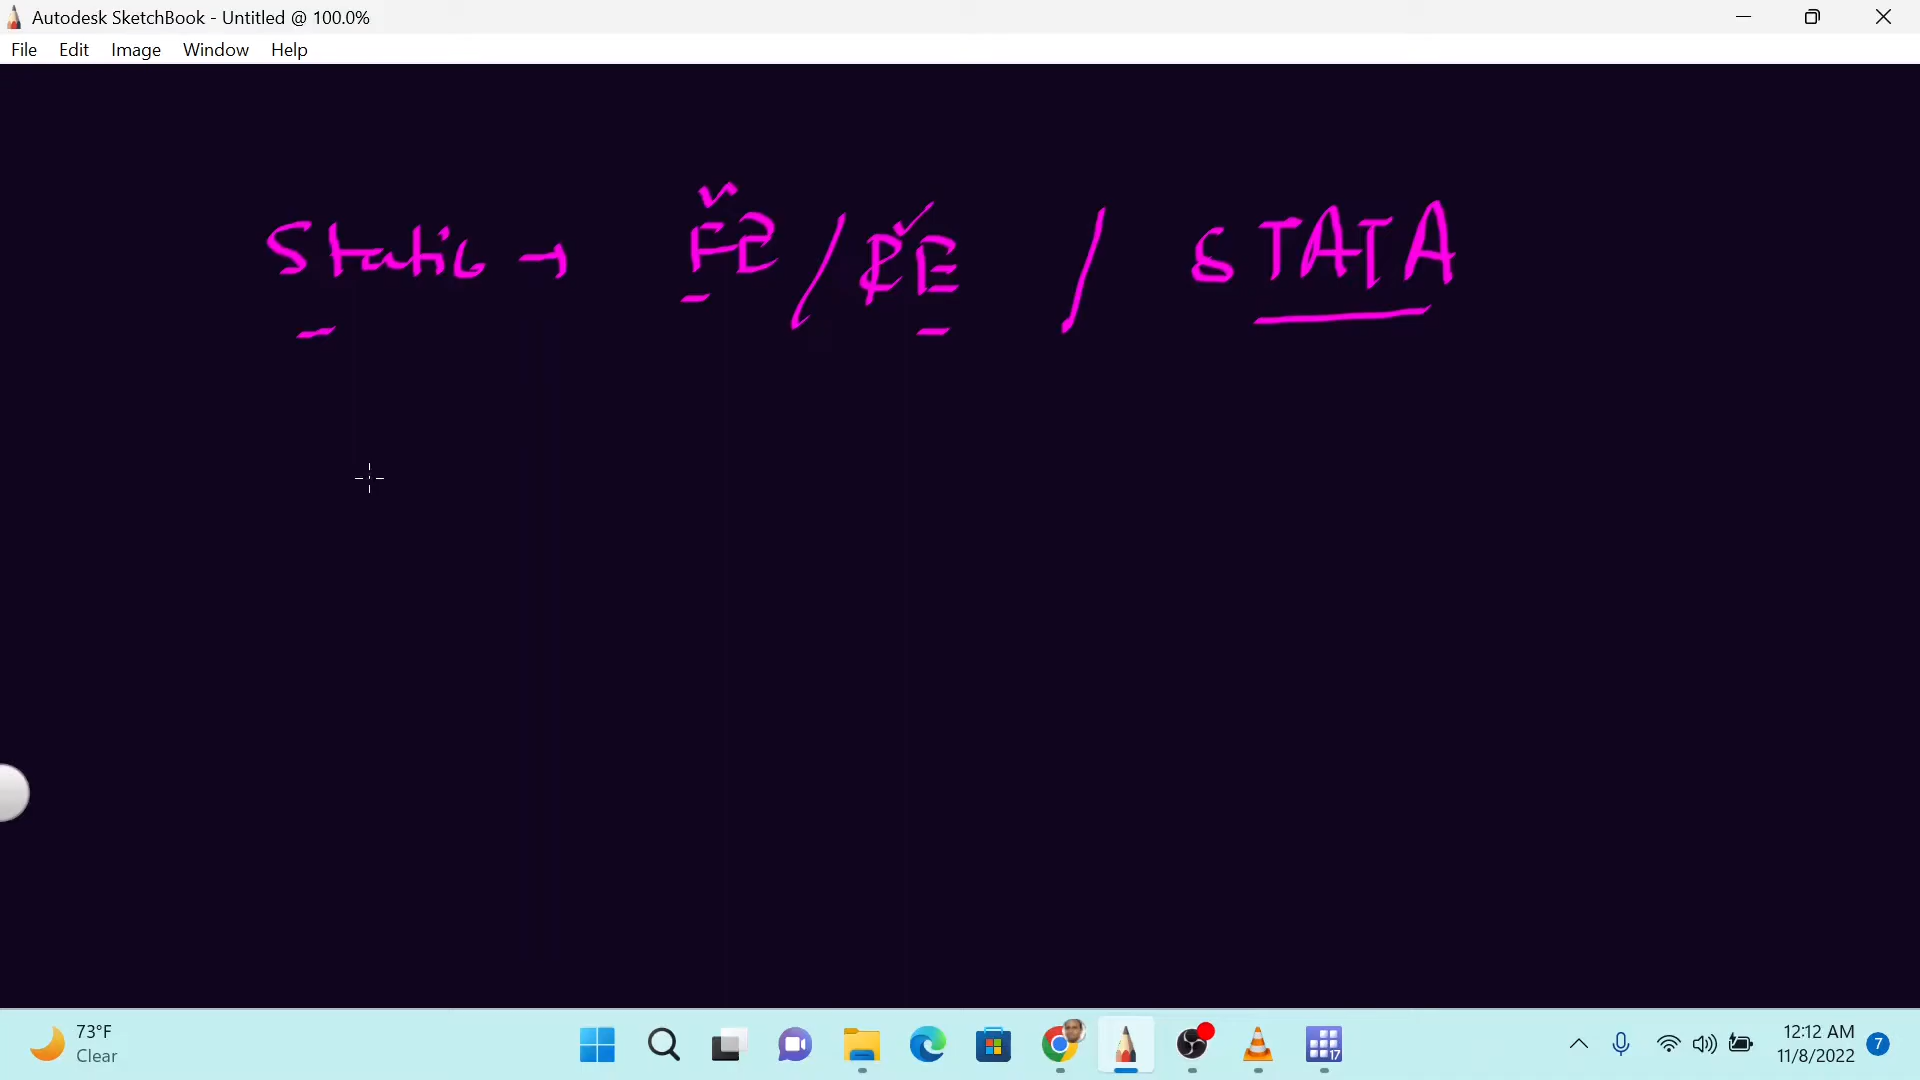 Autodesk SketchBook - Untitled @ 100.0%
File Edit Image Window Help
Static → FE / RE / STATA
73°F
Clear
17
12:12 AM
11/8/2022
7